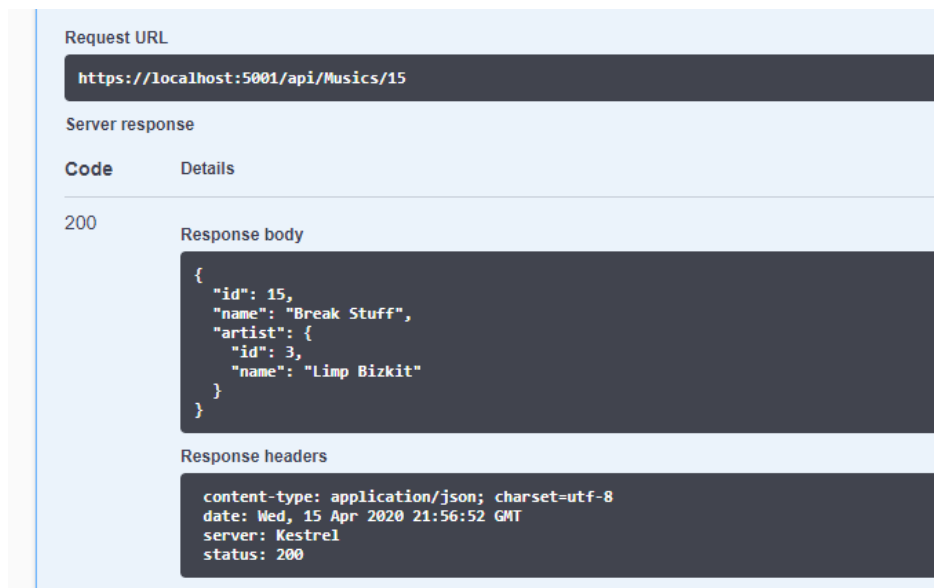 Request URL
https://localhost:5001/api/Musics/15
Server response
Code Details
200
Response body
{
  "id": 15,
  "name": "Break Stuff",
  "artist": {
    "id": 3,
    "name": "Limp Bizkit"
  }
}
Response headers
content-type: application/json; charset=utf-8
date: Wed, 15 Apr 2020 21:56:52 GMT
server: Kestrel
status: 200